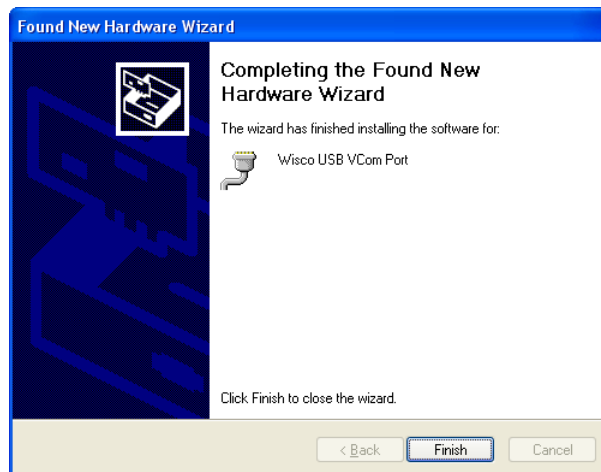 Found New Hardware Wizard
Completing the Found New
Hardware Wizard
The wizard has finished installing the software for:
Wisco USB VCom Port
Click Finish to close the wizard.
< Back
Finish
Cancel